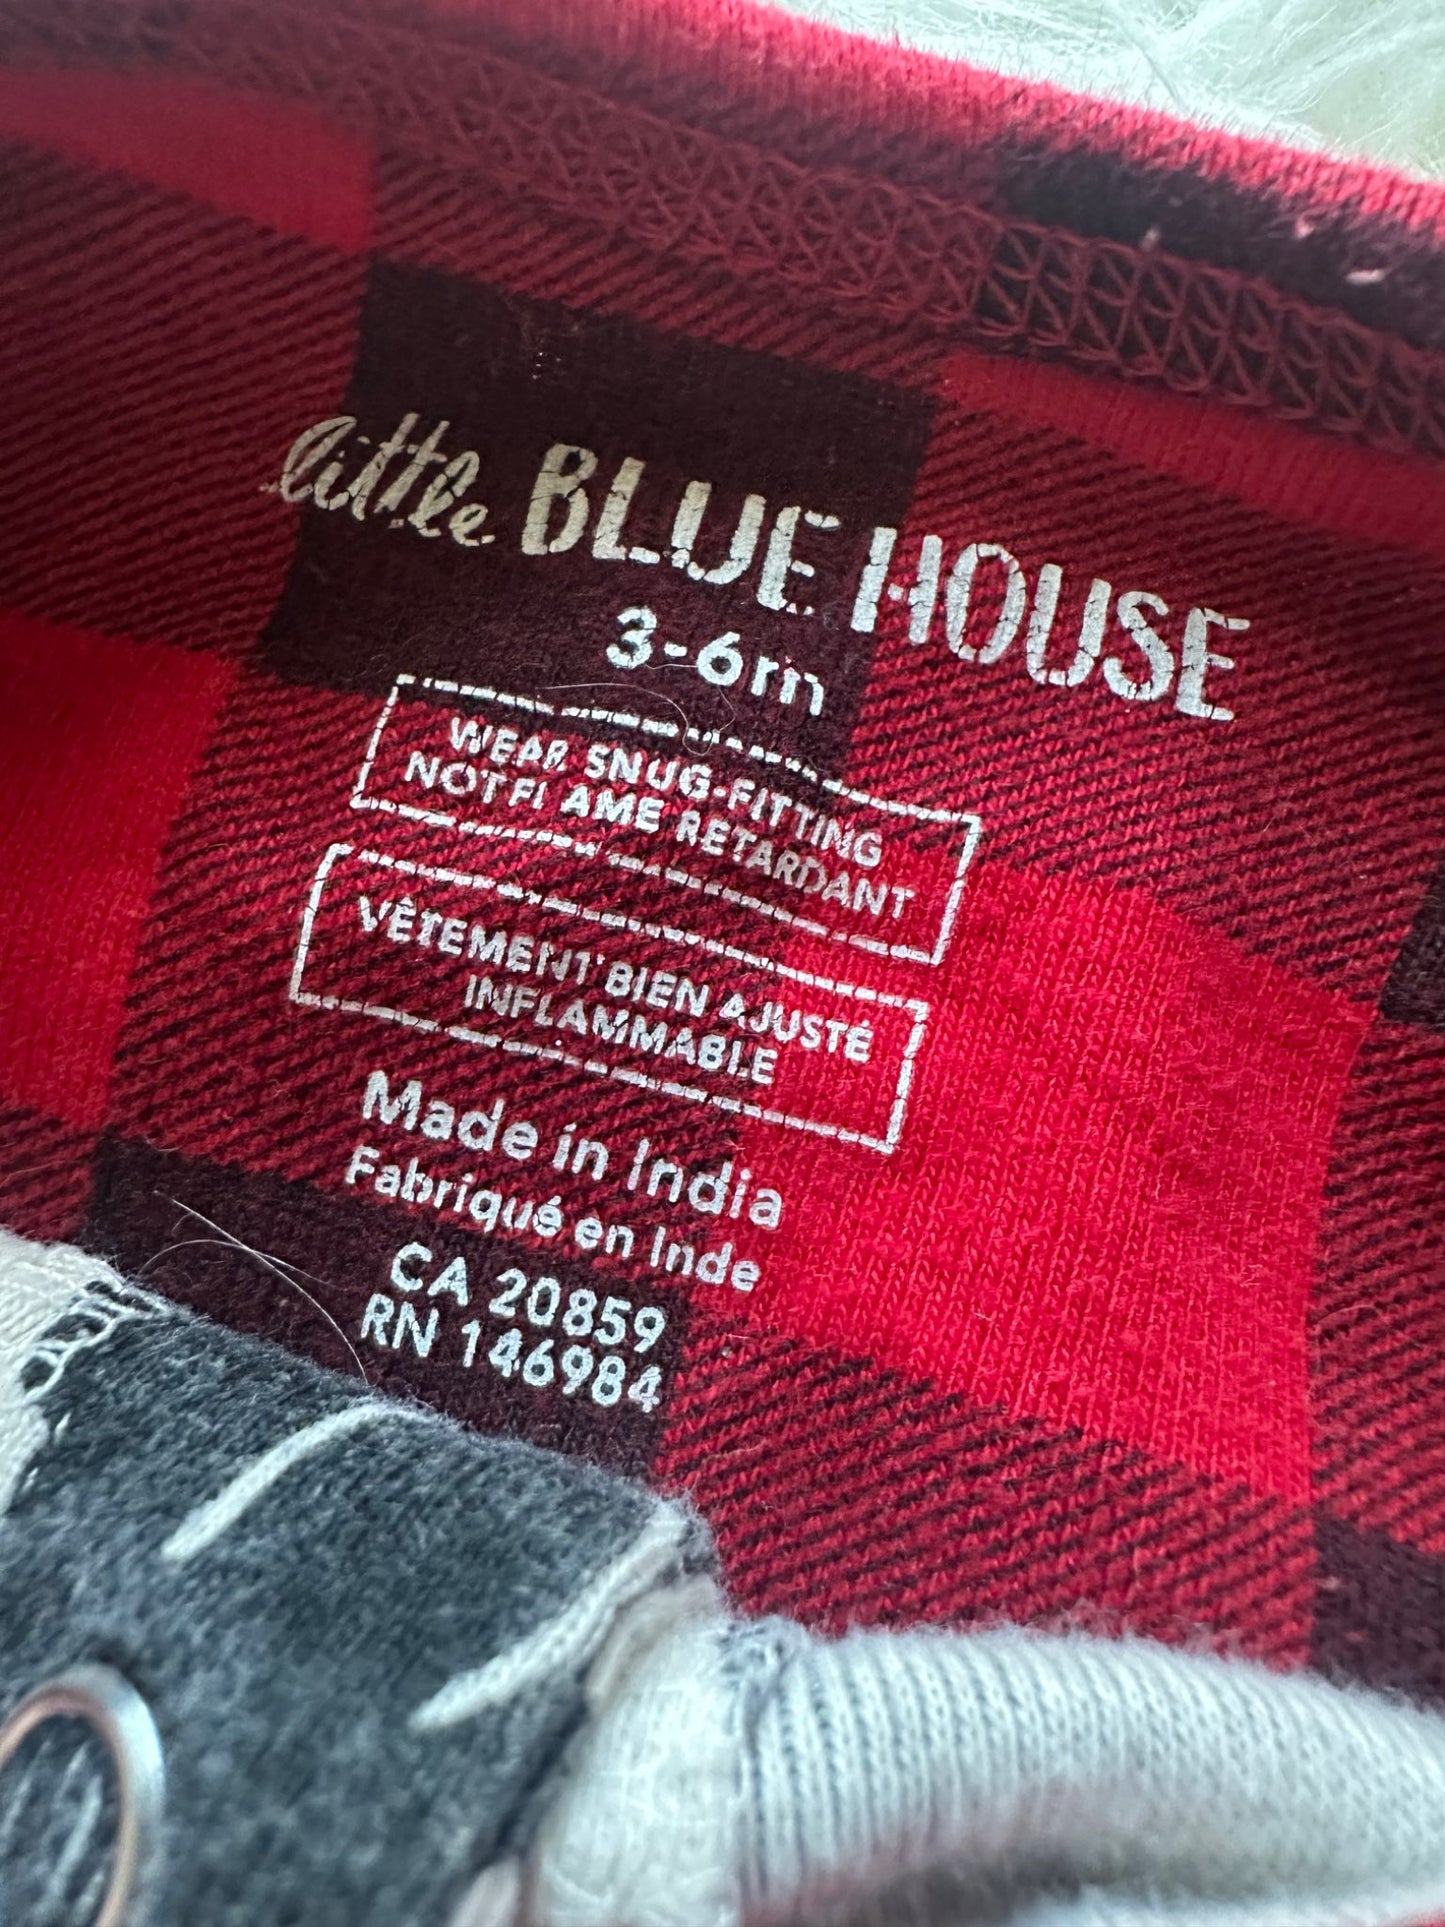 little BLUE HOUSE
3-6m
WEAR SNUG-FITTING
NOT FLAME RETARDANT
VÊTEMENT BIEN AJUSTÉ
INFLAMMABLE
Made in India
Fabriqué en Inde
CA 20859
RN 146984